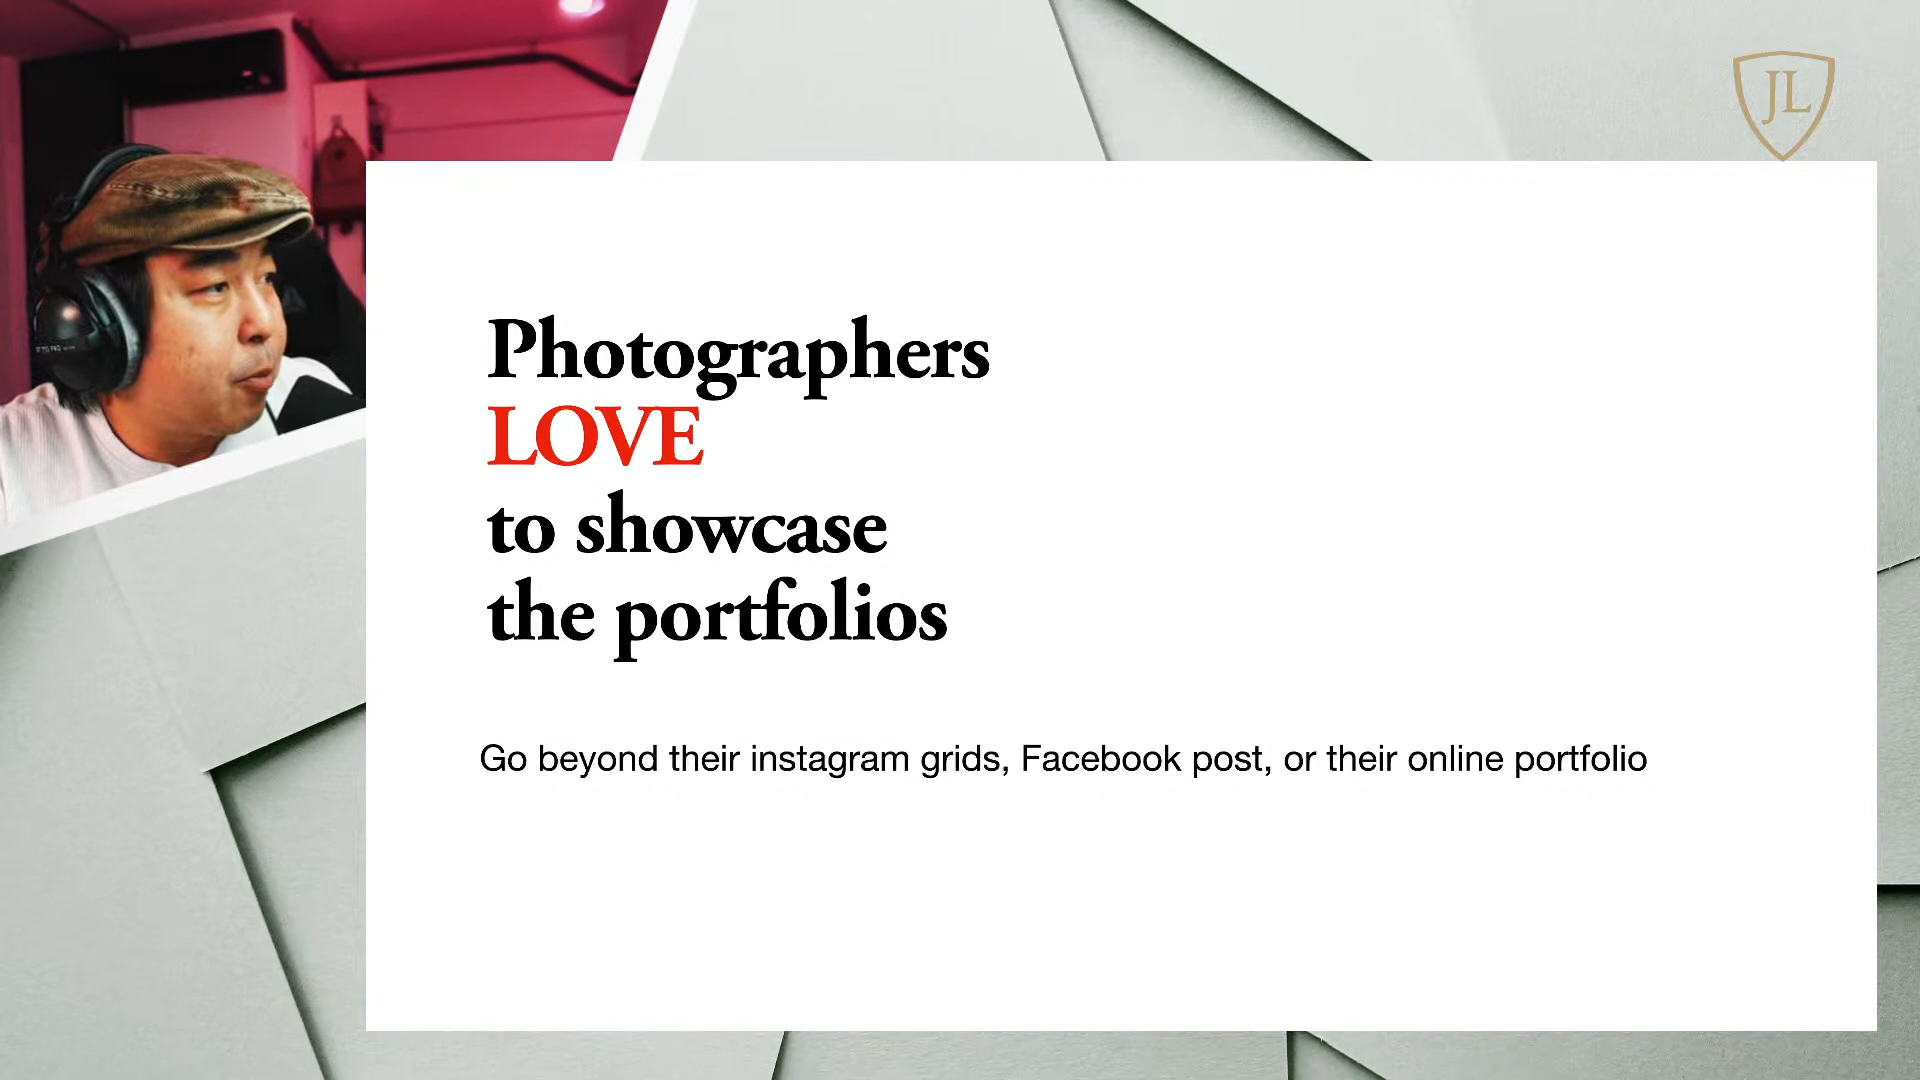 JL
Photographers
LOVE
to showcase
the portfolios
Go beyond their instagram grids, Facebook post, or their online portfolio